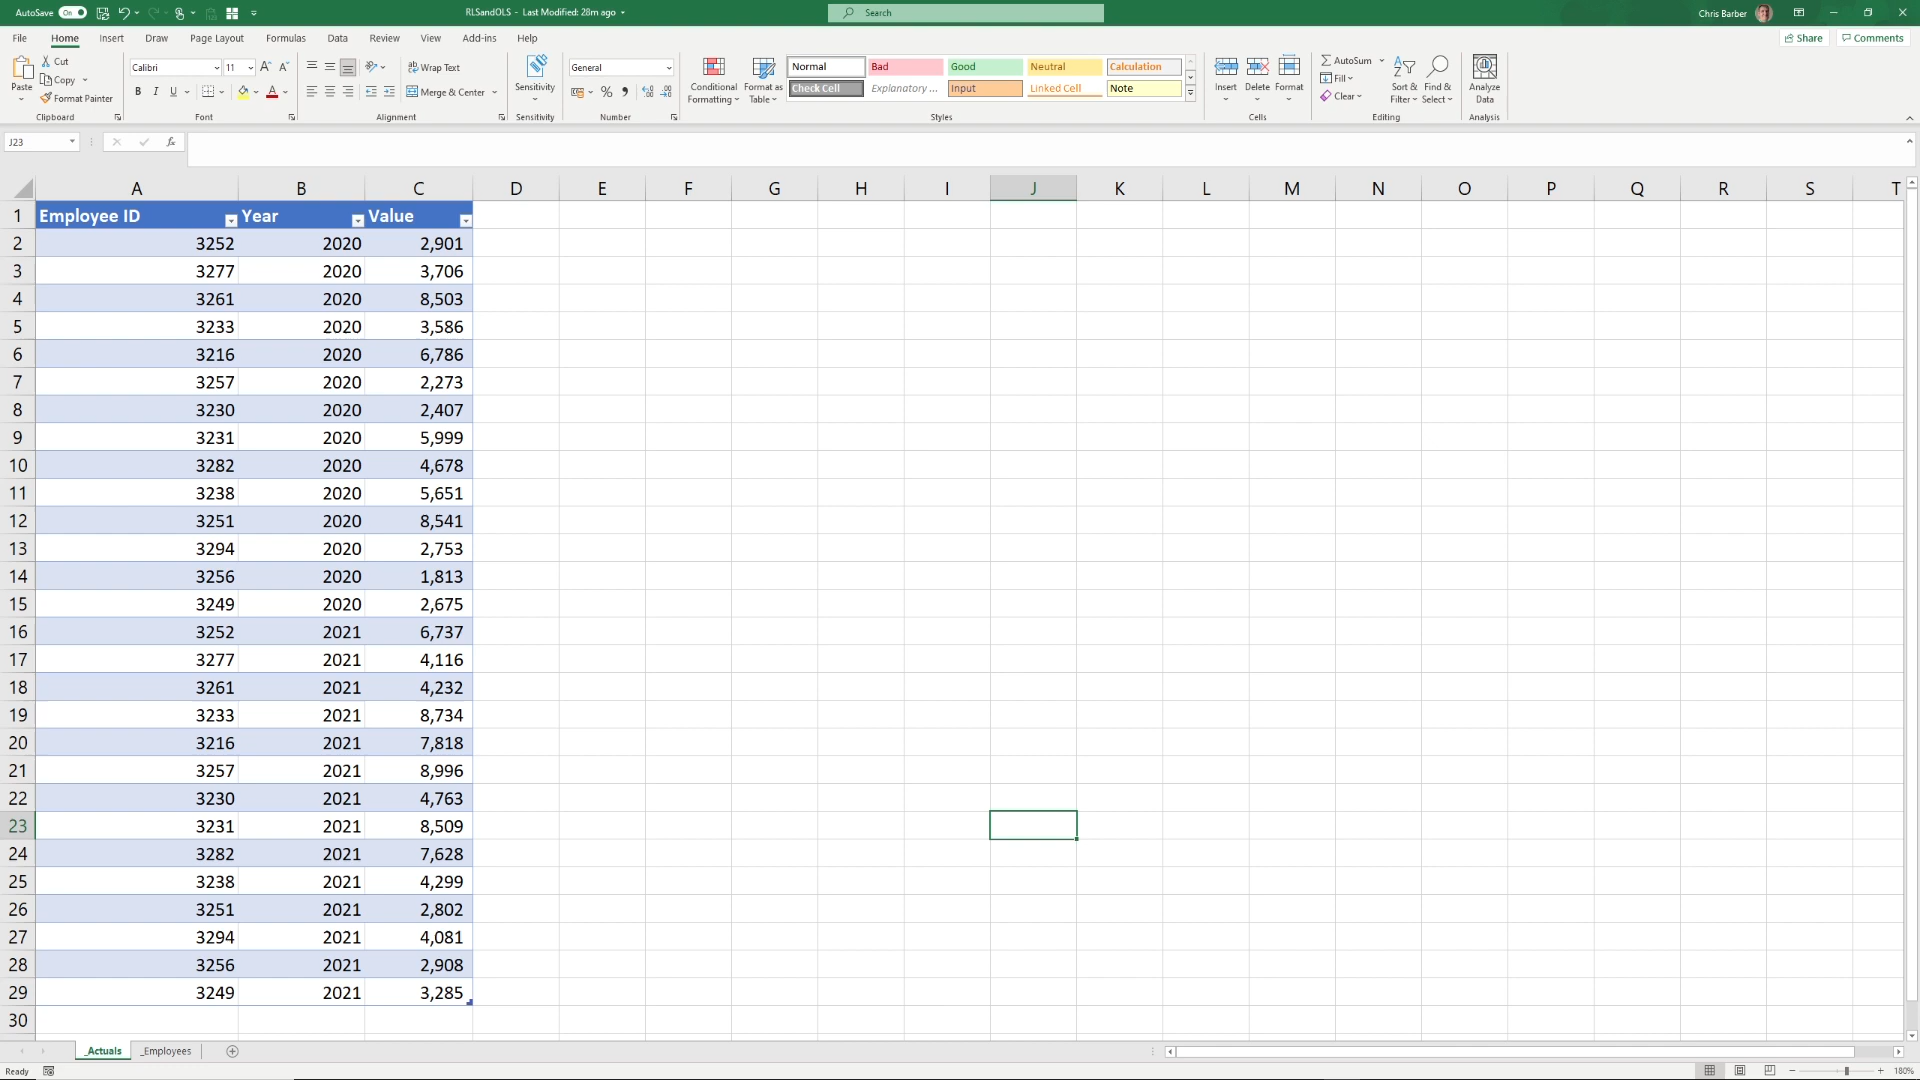 AutoSave On RLSandOLS - Last Modified: 28m ago Search Chris Barber
File Home Insert Draw Page Layout Formulas Data Review View Add-ins Help Share Comments
Paste Cut Copy Format Painter Clipboard
Calibri 11 B I U Font
Wrap Text Merge & Center Alignment
Sensitivity Sensitivity
General % Number
Conditional Formatting Format as Table
Normal Bad Good Neutral Calculation
Check Cell Explanatory ... Input Linked Cell Note
Styles
Insert Delete Format Cells
AutoSum Fill Clear Sort & Filter Find & Select Editing
Analyze Data Analysis
J23 fx
A B C D E F G H I J K L M N O P Q R S T
1 Employee ID Year Value
2 3252 2020 2,901
3 3277 2020 3,706
4 3261 2020 8,503
5 3233 2020 3,586
6 3216 2020 6,786
7 3257 2020 2,273
8 3230 2020 2,407
9 3231 2020 5,999
10 3282 2020 4,678
11 3238 2020 5,651
12 3251 2020 8,541
13 3294 2020 2,753
14 3256 2020 1,813
15 3249 2020 2,675
16 3252 2021 6,737
17 3277 2021 4,116
18 3261 2021 4,232
19 3233 2021 8,734
20 3216 2021 7,818
21 3257 2021 8,996
22 3230 2021 4,763
23 3231 2021 8,509
24 3282 2021 7,628
25 3238 2021 4,299
26 3251 2021 2,802
27 3294 2021 4,081
28 3256 2021 2,908
29 3249 2021 3,285
30
_Actuals _Employees
Ready 180%